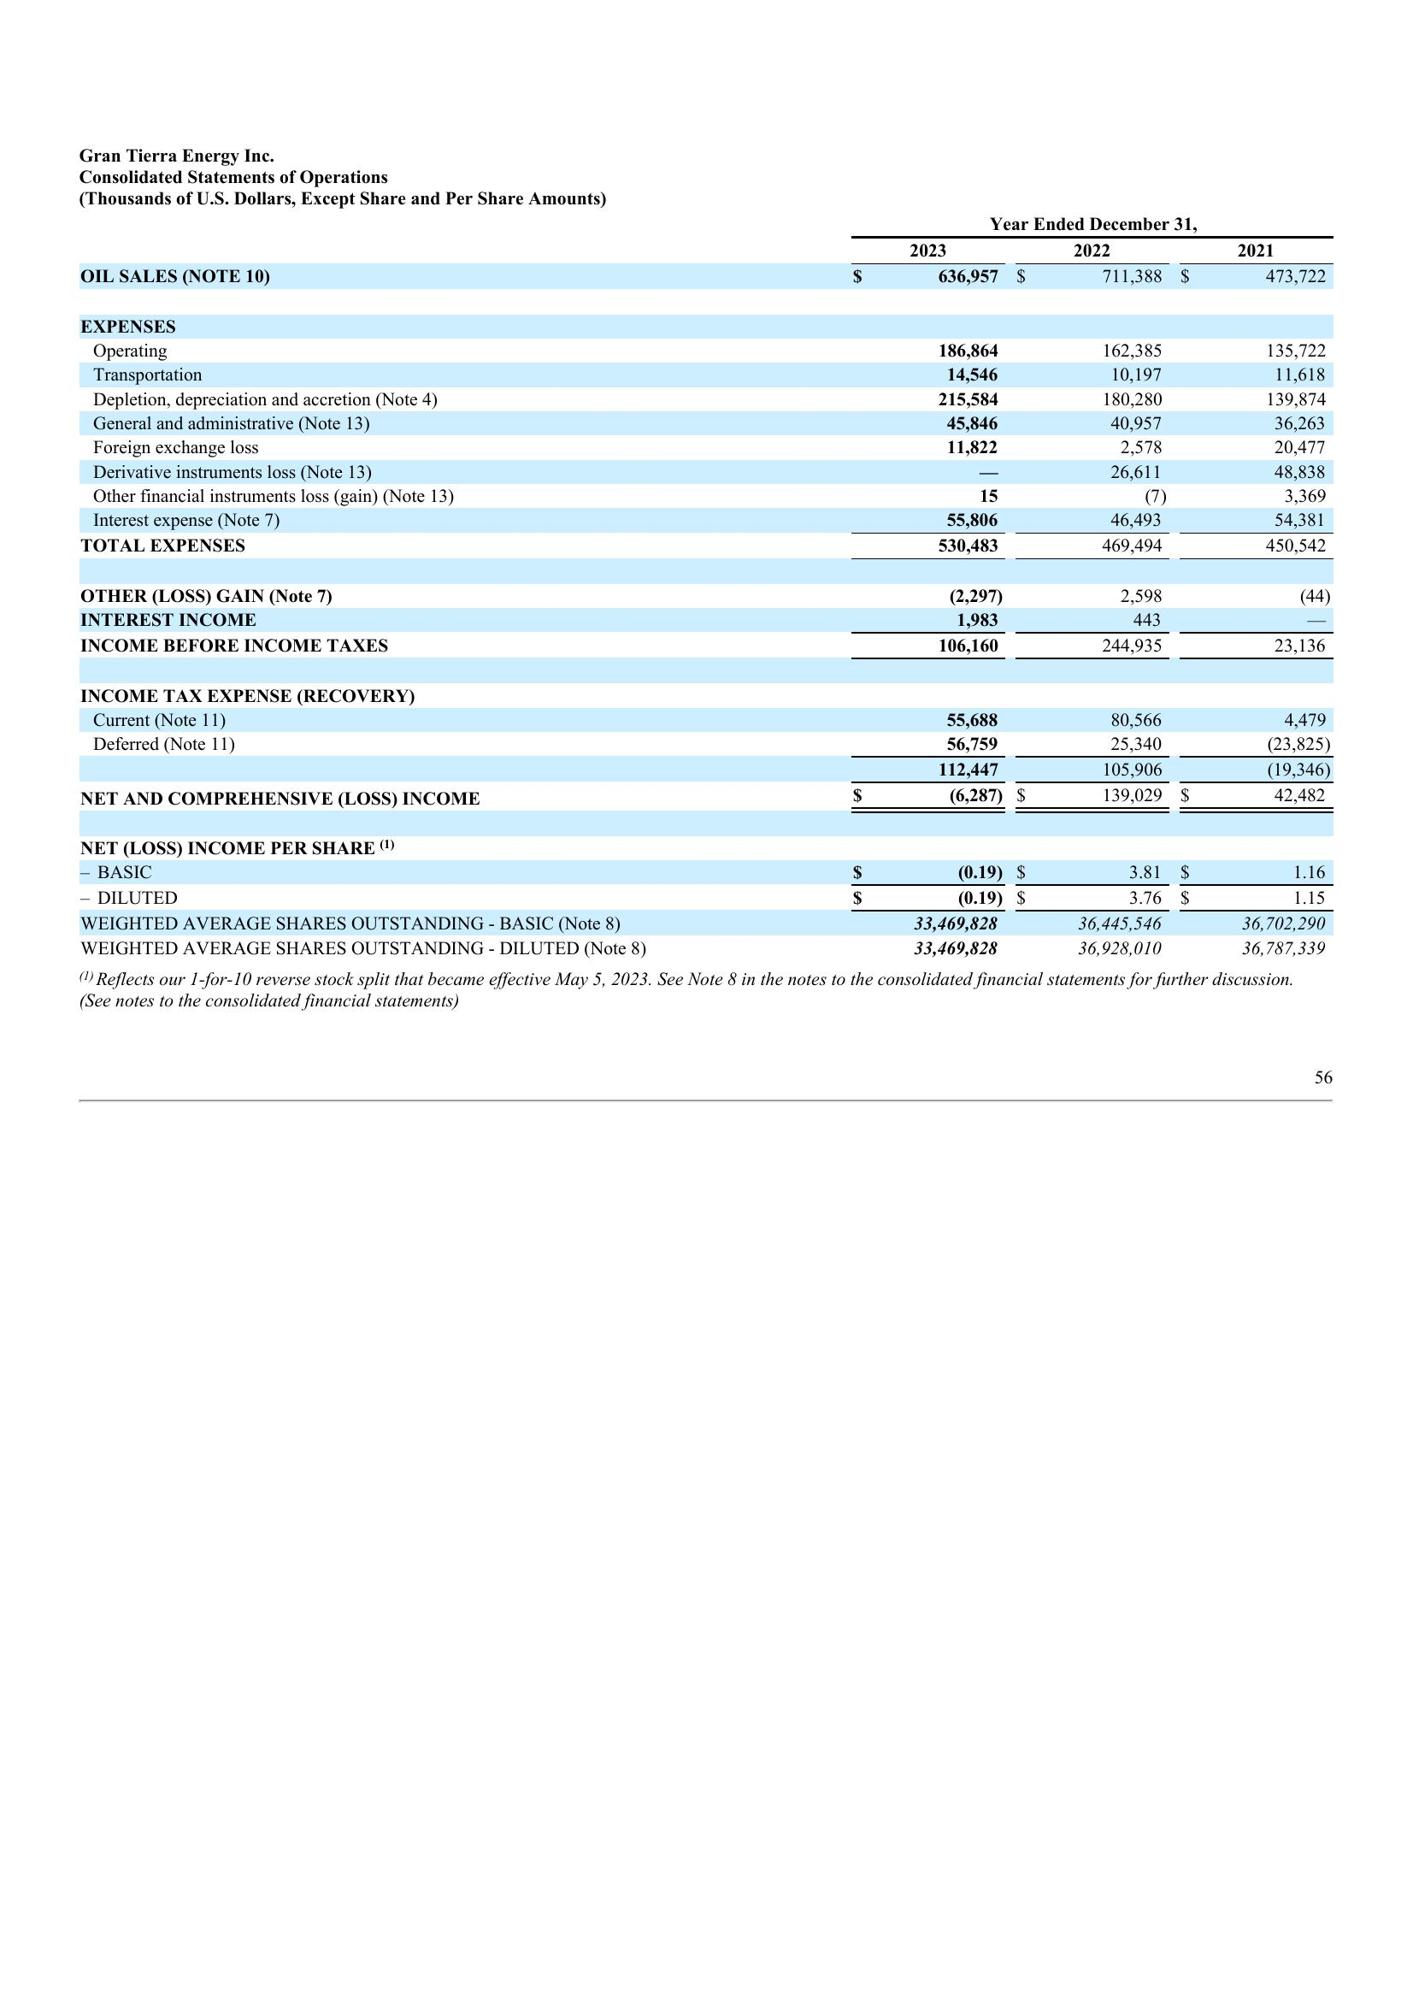 Gran Tierra Energy Inc.
Consolidated Statements of Operations
(Thousands of U.S. Dollars, Except Share and Per Share Amounts)
Year Ended December 31,
2023 2022 2021
OIL SALES (NOTE 10) $ 636,957 $ 711,388 $ 473,722
EXPENSES
Operating 186,864 162,385 135,722
Transportation 14,546 10,197 11,618
Depletion, depreciation and accretion (Note 4) 215,584 180,280 139,874
General and administrative (Note 13) 45,846 40,957 36,263
Foreign exchange loss 11,822 2,578 20,477
Derivative instruments loss (Note 13) — 26,611 48,838
Other financial instruments loss (gain) (Note 13) 15 (7) 3,369
Interest expense (Note 7) 55,806 46,493 54,381
TOTAL EXPENSES 530,483 469,494 450,542
OTHER (LOSS) GAIN (Note 7) (2,297) 2,598 (44)
INTEREST INCOME 1,983 443 —
INCOME BEFORE INCOME TAXES 106,160 244,935 23,136
INCOME TAX EXPENSE (RECOVERY)
Current (Note 11) 55,688 80,566 4,479
Deferred (Note 11) 56,759 25,340 (23,825)
112,447 105,906 (19,346)
NET AND COMPREHENSIVE (LOSS) INCOME $ (6,287) $ 139,029 $ 42,482
NET (LOSS) INCOME PER SHARE (1)
– BASIC $ (0.19) $ 3.81 $ 1.16
– DILUTED $ (0.19) $ 3.76 $ 1.15
WEIGHTED AVERAGE SHARES OUTSTANDING - BASIC (Note 8) 33,469,828 36,445,546 36,702,290
WEIGHTED AVERAGE SHARES OUTSTANDING - DILUTED (Note 8) 33,469,828 36,928,010 36,787,339
(1) Reflects our 1-for-10 reverse stock split that became effective May 5, 2023. See Note 8 in the notes to the consolidated financial statements for further discussion.
(See notes to the consolidated financial statements)
56